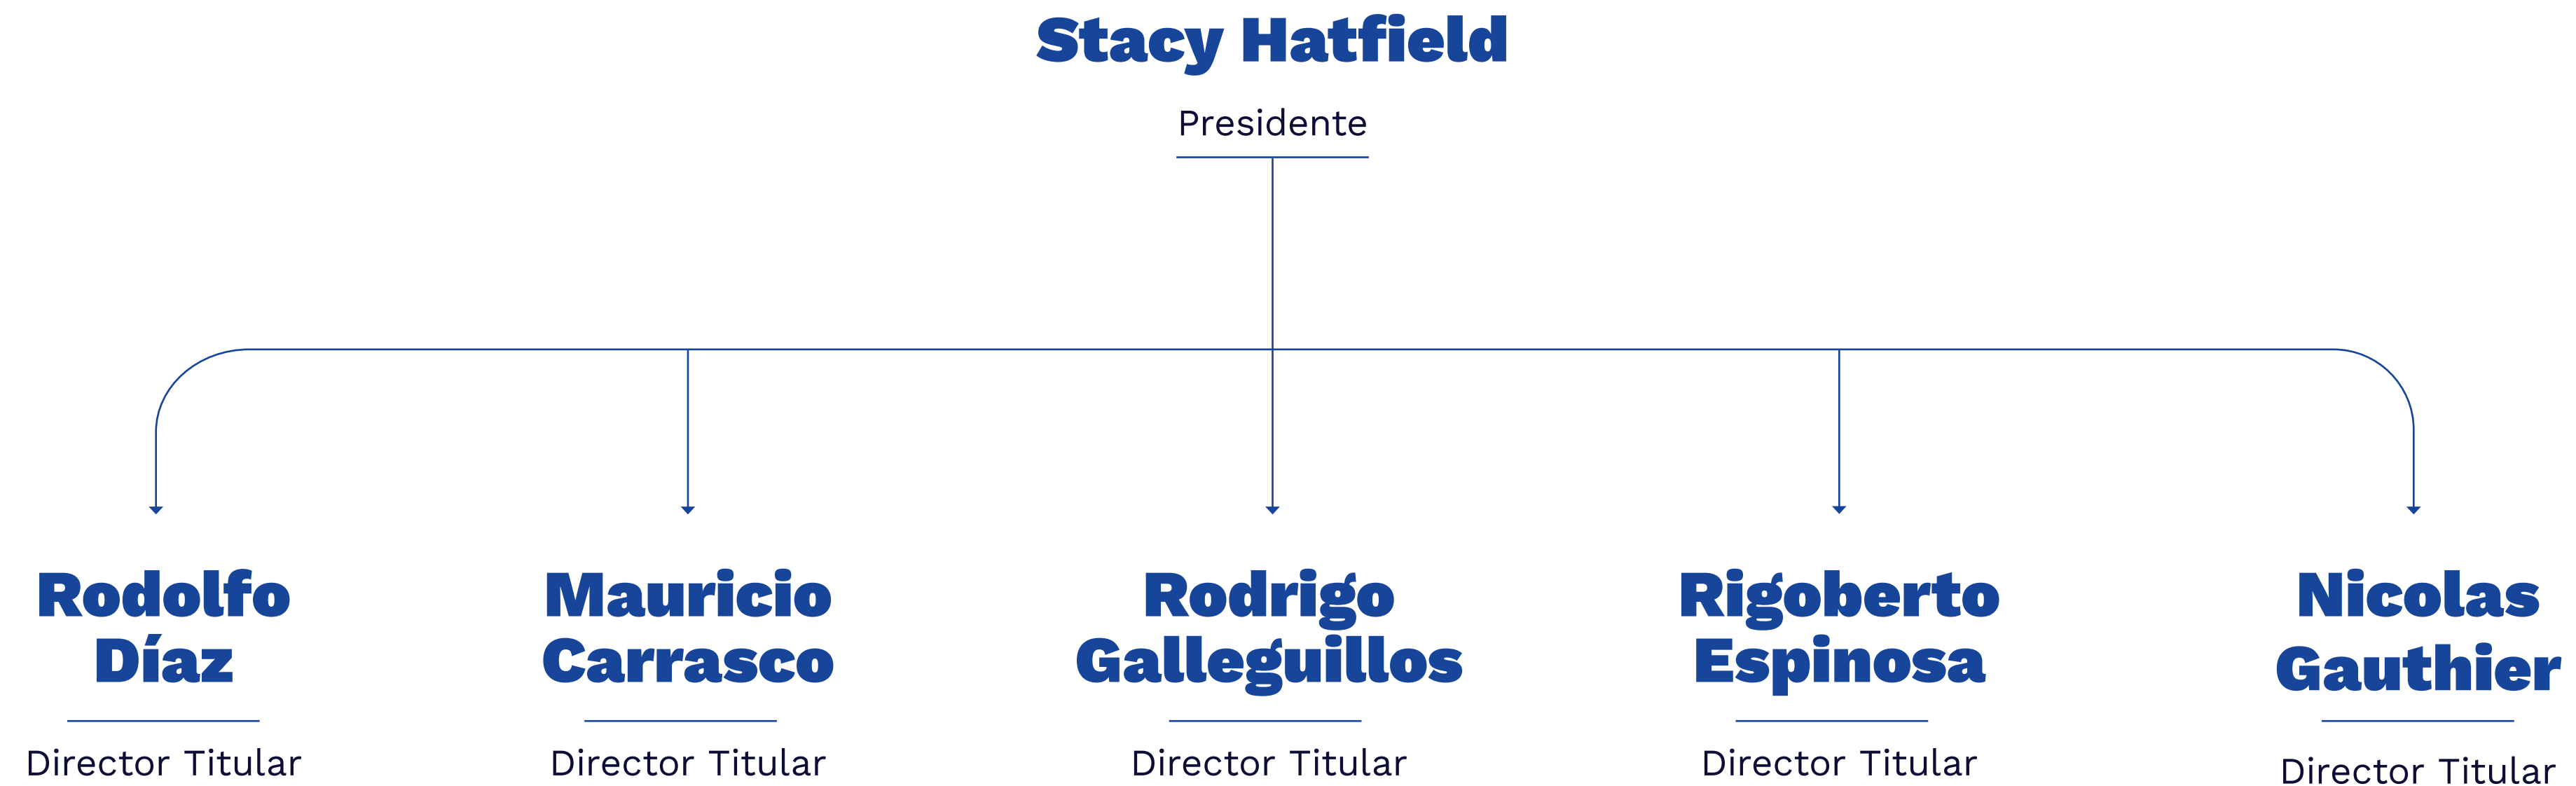 Stacy Hatfield
Presidente
Rodolfo
Díaz
Director Titular
Mauricio
Carrasco
Director Titular
Rodrigo
Galleguillos
Director Titular
Rigoberto
Espinosa
Director Titular
Nicolas
Gauthier
Director Titular